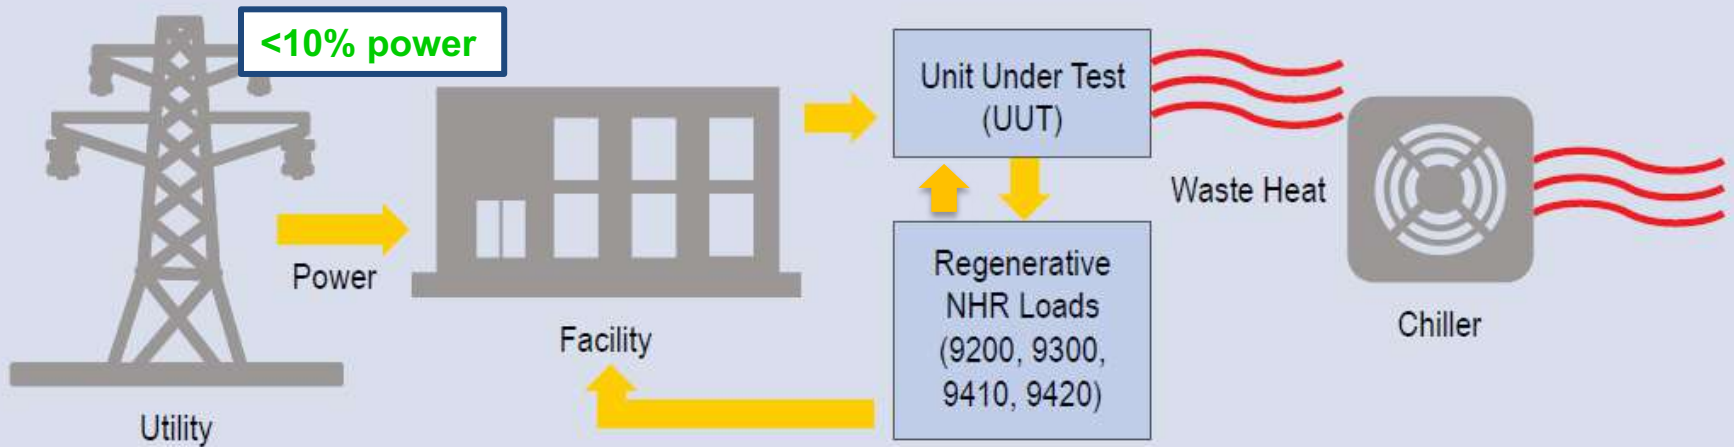 <10% power
Unit Under Test
(UUT)
Waste Heat
Power
Regenerative
NHR Loads
(9200, 9300,
9410, 9420)
Facility
Chiller
Utility